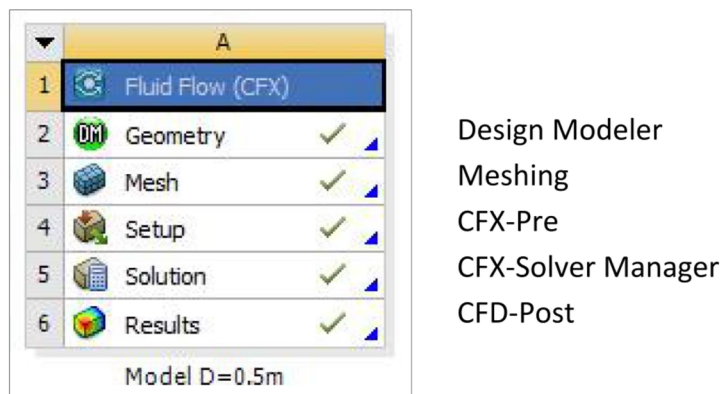 A
1 Fluid Flow (CFX)
2 DM Geometry
3 Mesh
4 Setup
5 Solution
6 Results
Model D=0.5m
Design Modeler
Meshing
CFX-Pre
CFX-Solver Manager
CFD-Post